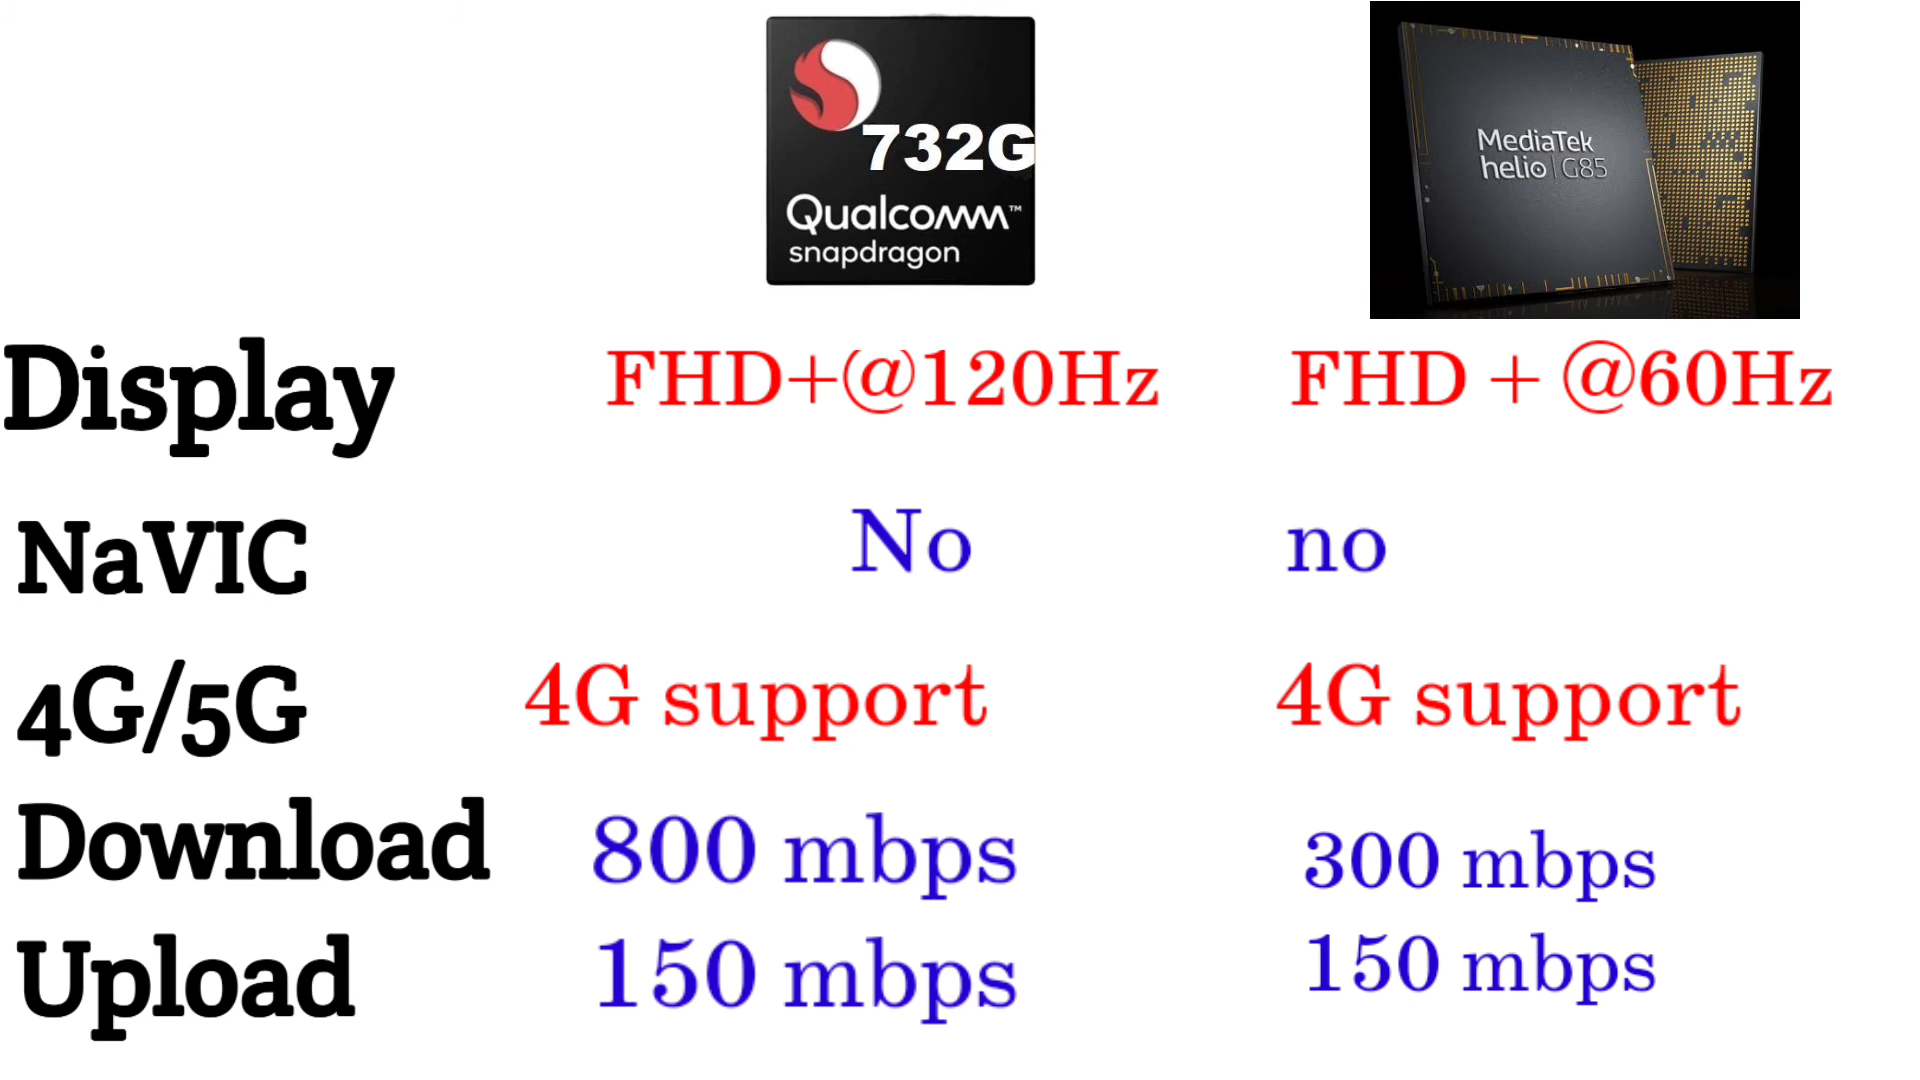 732G
Qualcomm™
snapdragon
MediaTek
helio | G85
Display FHD+@120Hz FHD + @60Hz
NaVIC No no
4G/5G 4G support 4G support
Download 800 mbps 300 mbps
Upload 150 mbps 150 mbps